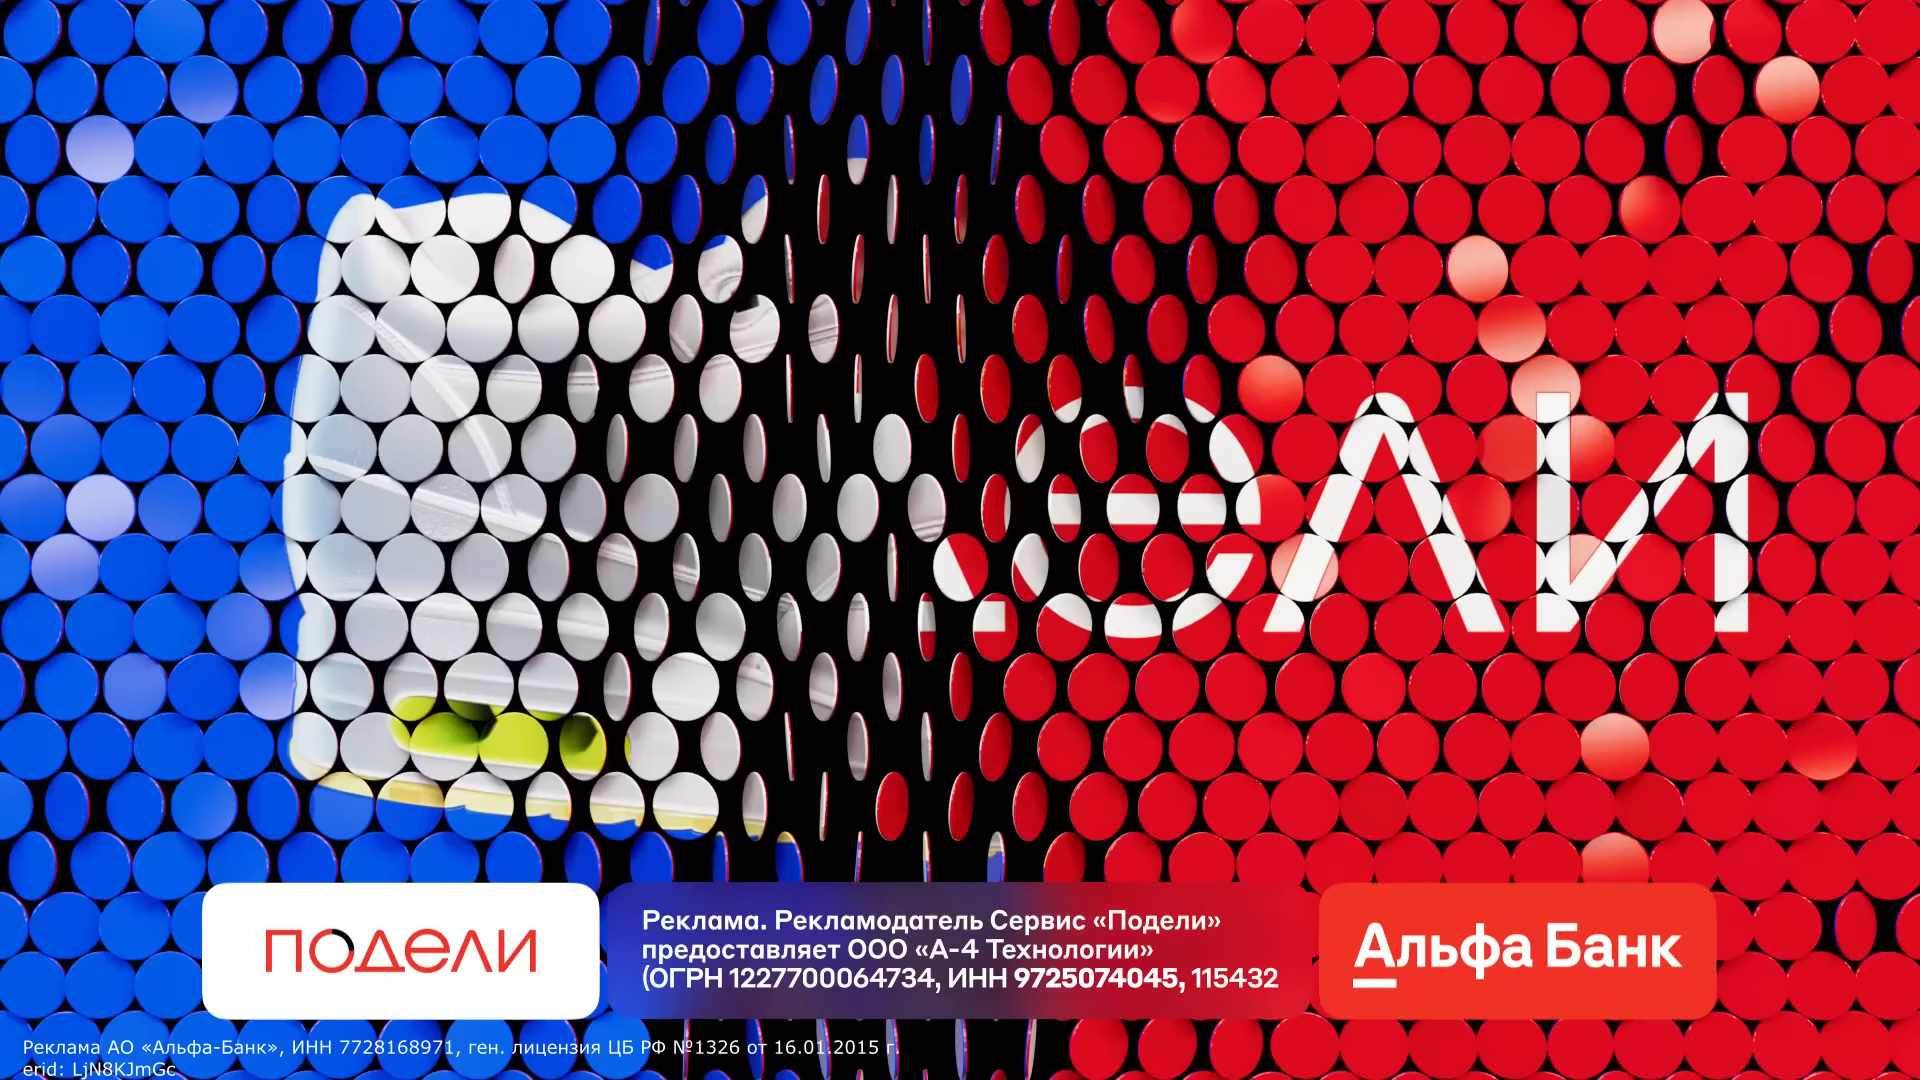 ели
подели
Реклама. Рекламодатель Сервис «Подели»
предоставляет ООО «А-4 Технологии»
(ОГРН 1227700064734, ИНН 9725074045, 115432
Альфа Банк
Реклама АО «Альфа-Банк», ИНН 7728168971, ген. лицензия ЦБ РФ №1326 от 16.01.2015 г.
erid: LjN8KJmGc